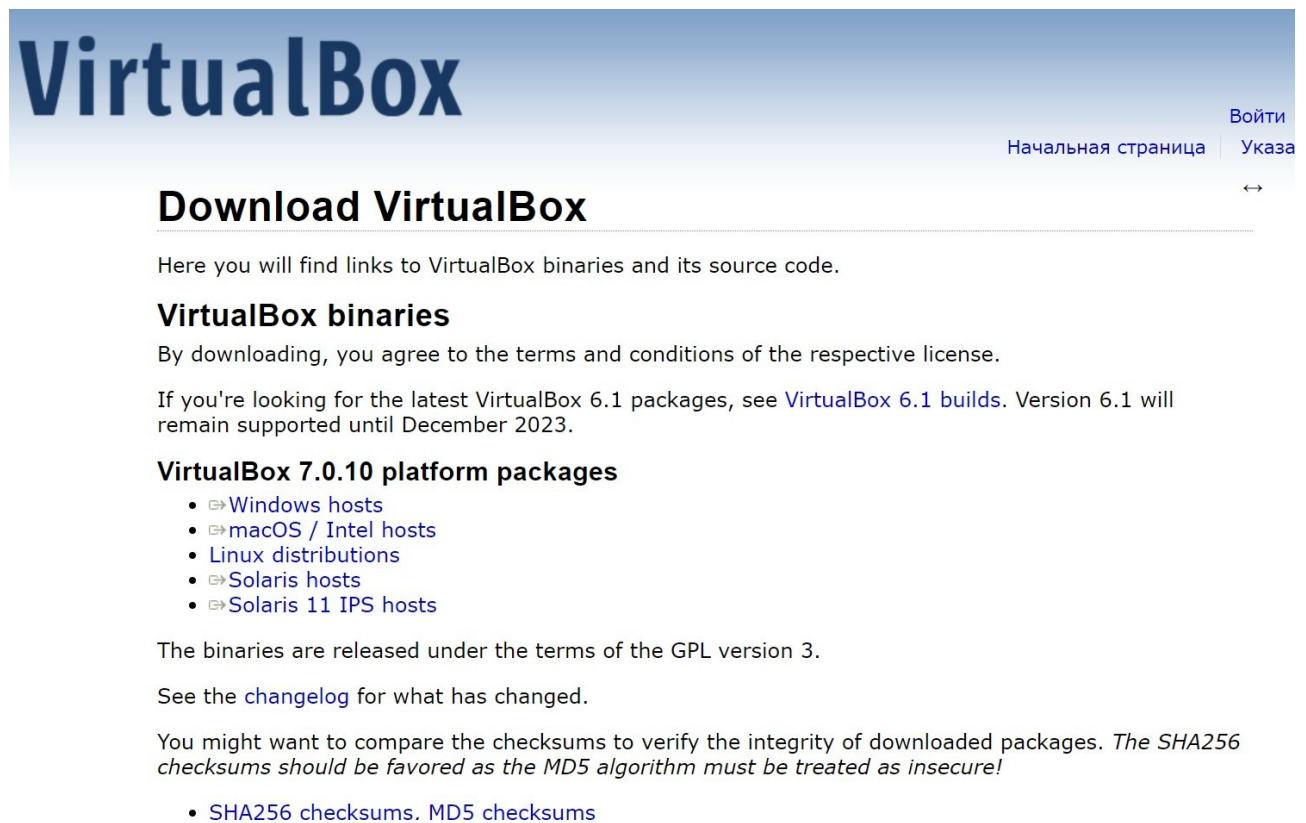 VirtualBox
Войти
Начальная страница Указа
Download VirtualBox
Here you will find links to VirtualBox binaries and its source code.
VirtualBox binaries
By downloading, you agree to the terms and conditions of the respective license.
If you're looking for the latest VirtualBox 6.1 packages, see VirtualBox 6.1 builds. Version 6.1 will
remain supported until December 2023.
VirtualBox 7.0.10 platform packages
Windows hosts
macOS / Intel hosts
Linux distributions
Solaris hosts
Solaris 11 IPS hosts
The binaries are released under the terms of the GPL version 3.
See the changelog for what has changed.
You might want to compare the checksums to verify the integrity of downloaded packages. The SHA256
checksums should be favored as the MD5 algorithm must be treated as insecure!
SHA256 checksums, MD5 checksums